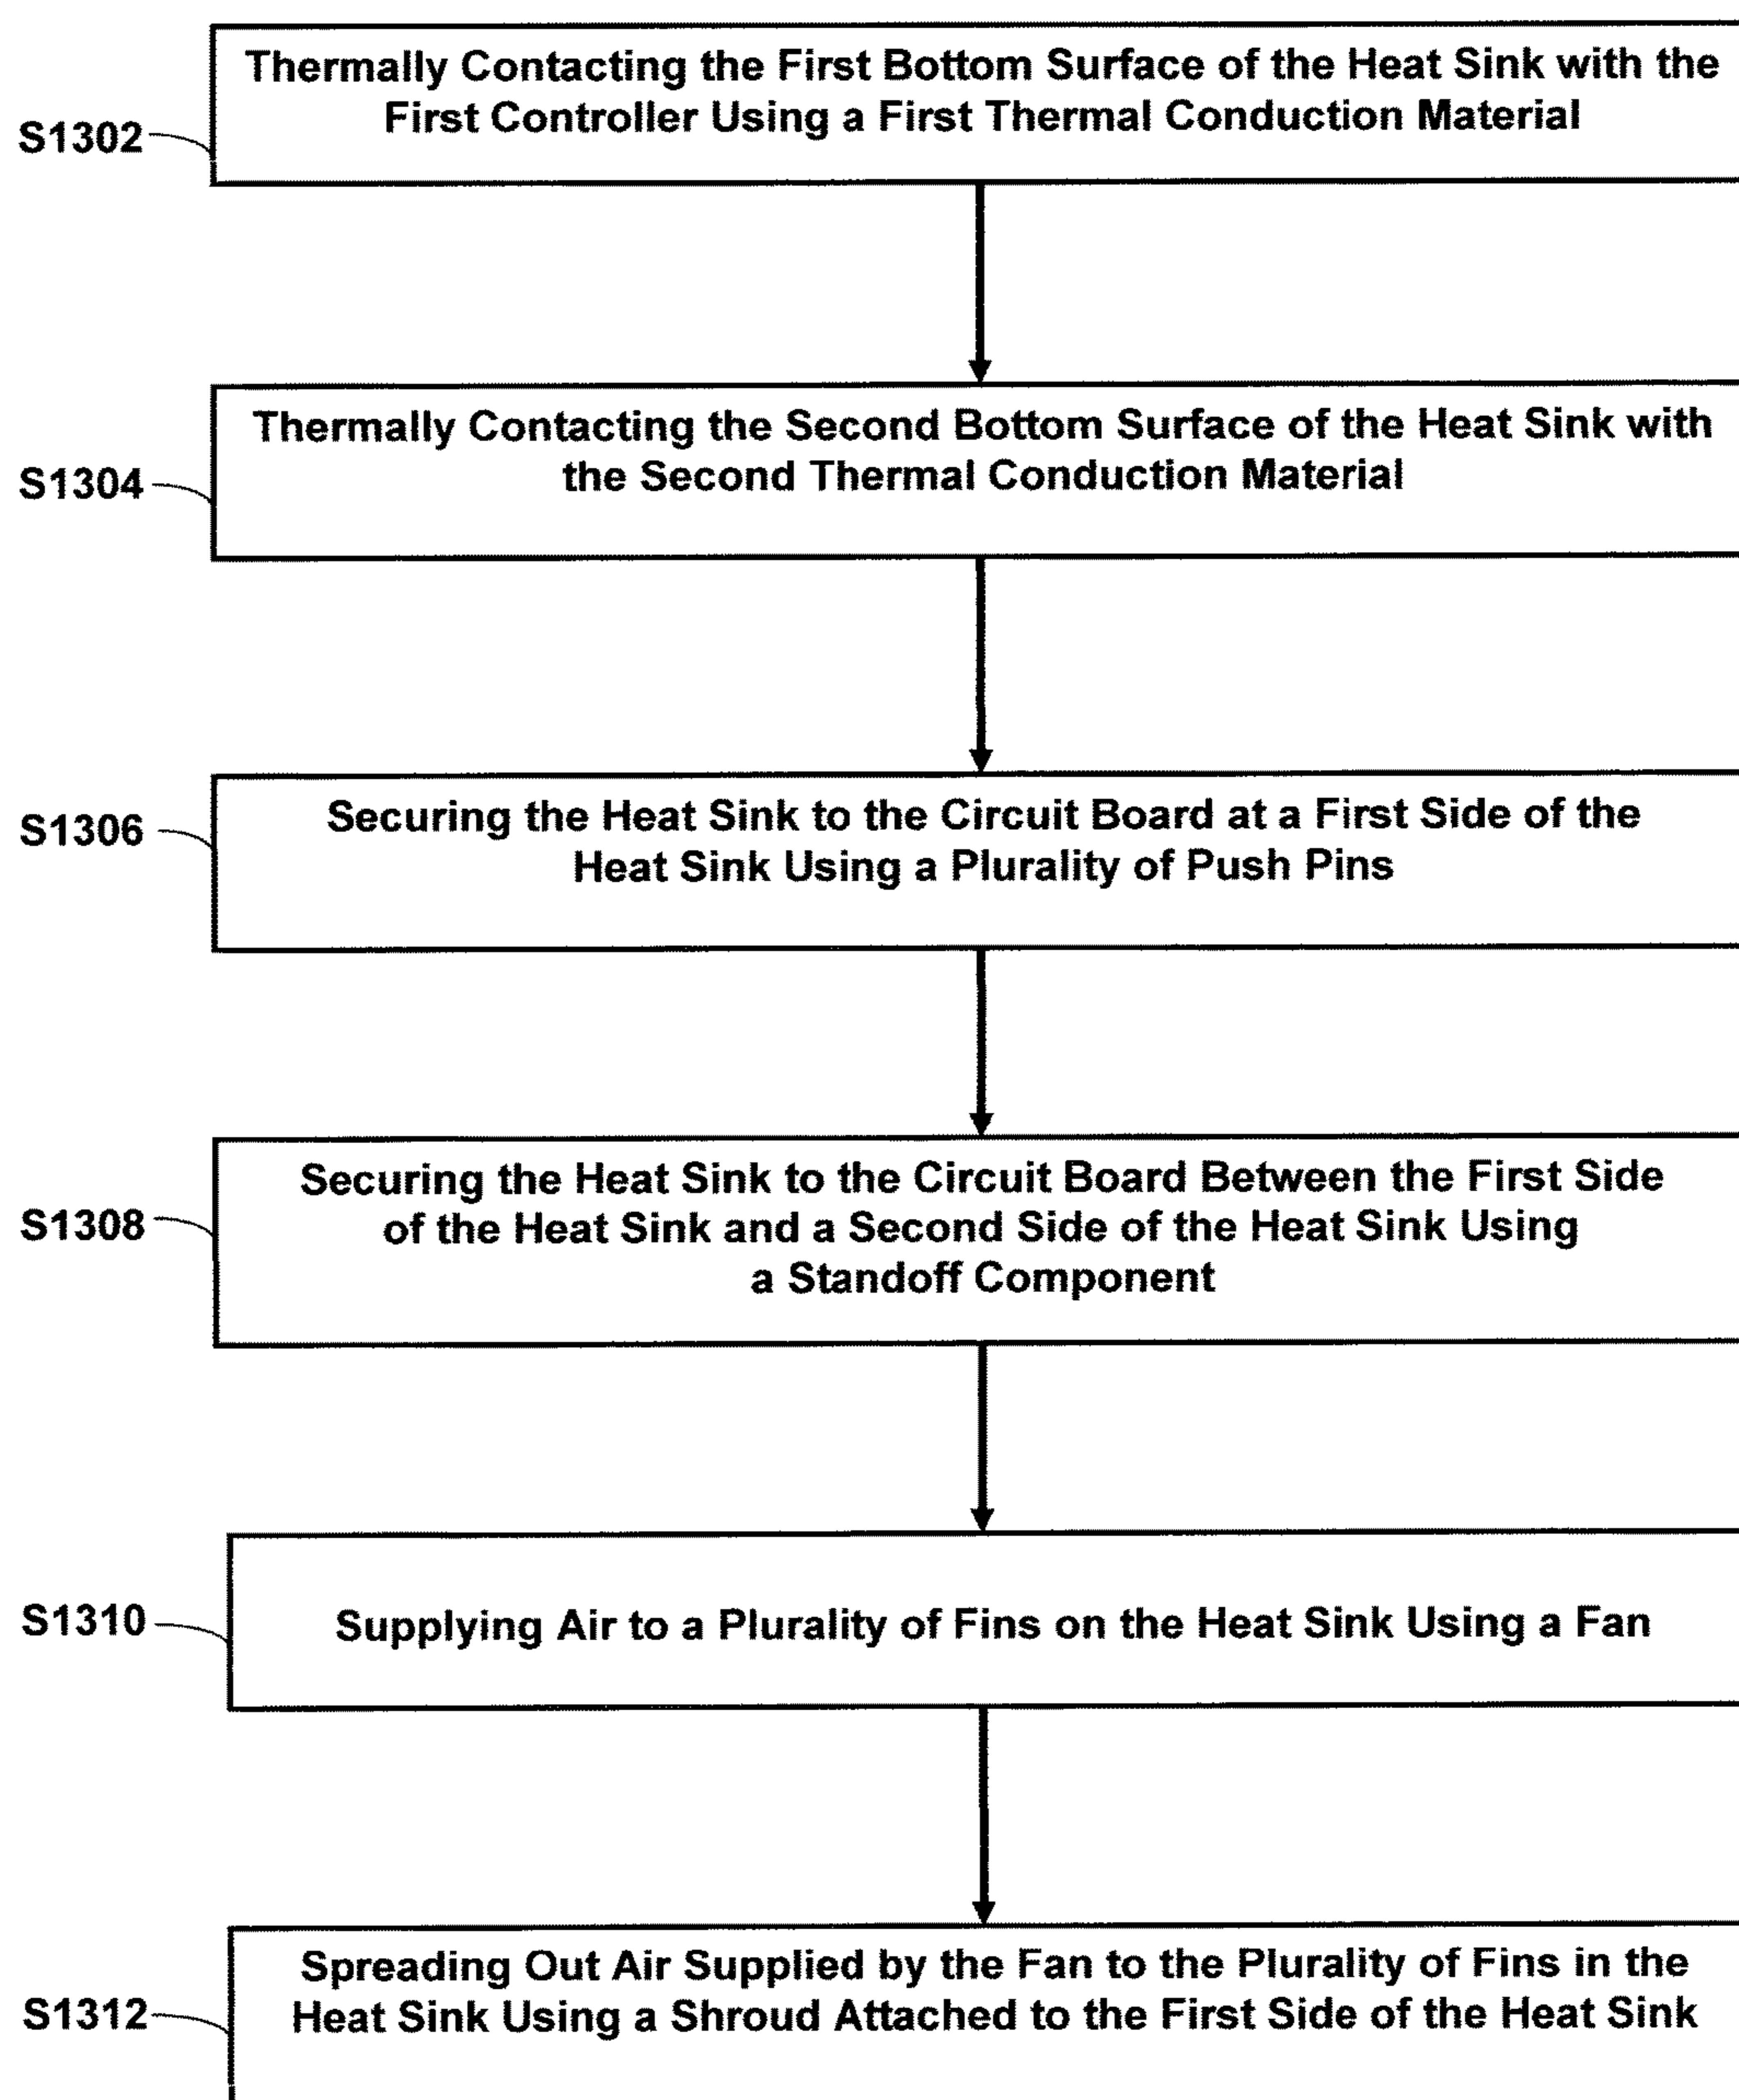 Thermally Contacting the First Bottom Surface of the Heat Sink with the
First Controller Using a First Thermal Conduction Material
S1302
Thermally Contacting the Second Bottom Surface of the Heat Sink with
the Second Thermal Conduction Material
S1304
Securing the Heat Sink to the Circuit Board at a First Side of the
Heat Sink Using a Plurality of Push Pins
S1306
Securing the Heat Sink to the Circuit Board Between the First Side
of the Heat Sink and a Second Side of the Heat Sink Using
a Standoff Component
S1308
Supplying Air to a Plurality of Fins on the Heat Sink Using a Fan
S1310
Spreading Out Air Supplied by the Fan to the Plurality of Fins in the
Heat Sink Using a Shroud Attached to the First Side of the Heat Sink
S1312